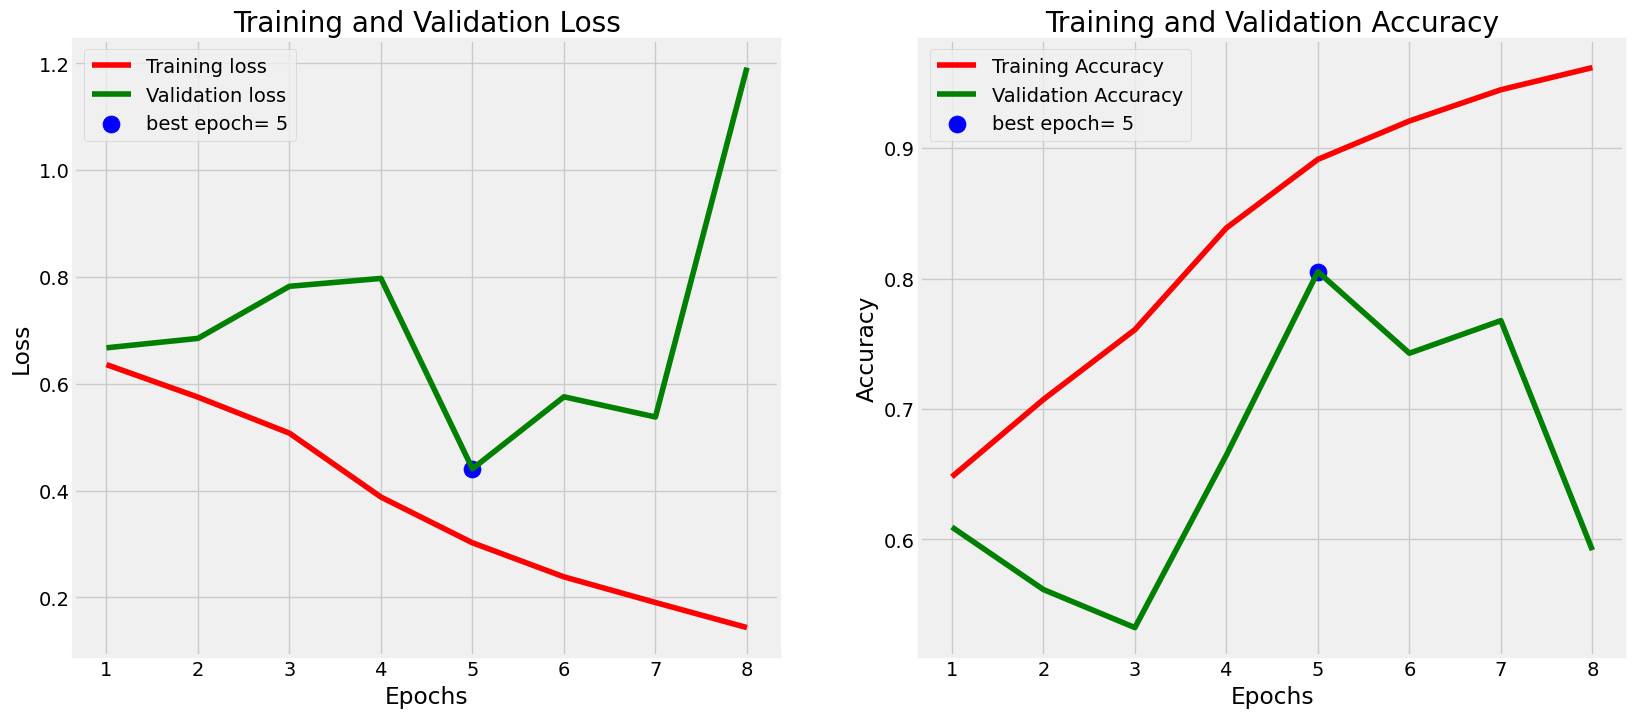 Training and Validation Loss
Training loss
Validation loss
best epoch= 5
1.2
1.0
0.8
0.6
0.4
0.2
Loss
1 2 3 4 5 6 7 8
Epochs
Training and Validation Accuracy
Training Accuracy
Validation Accuracy
best epoch= 5
0.9
0.8
0.7
0.6
Accuracy
1 2 3 4 5 6 7 8
Epochs